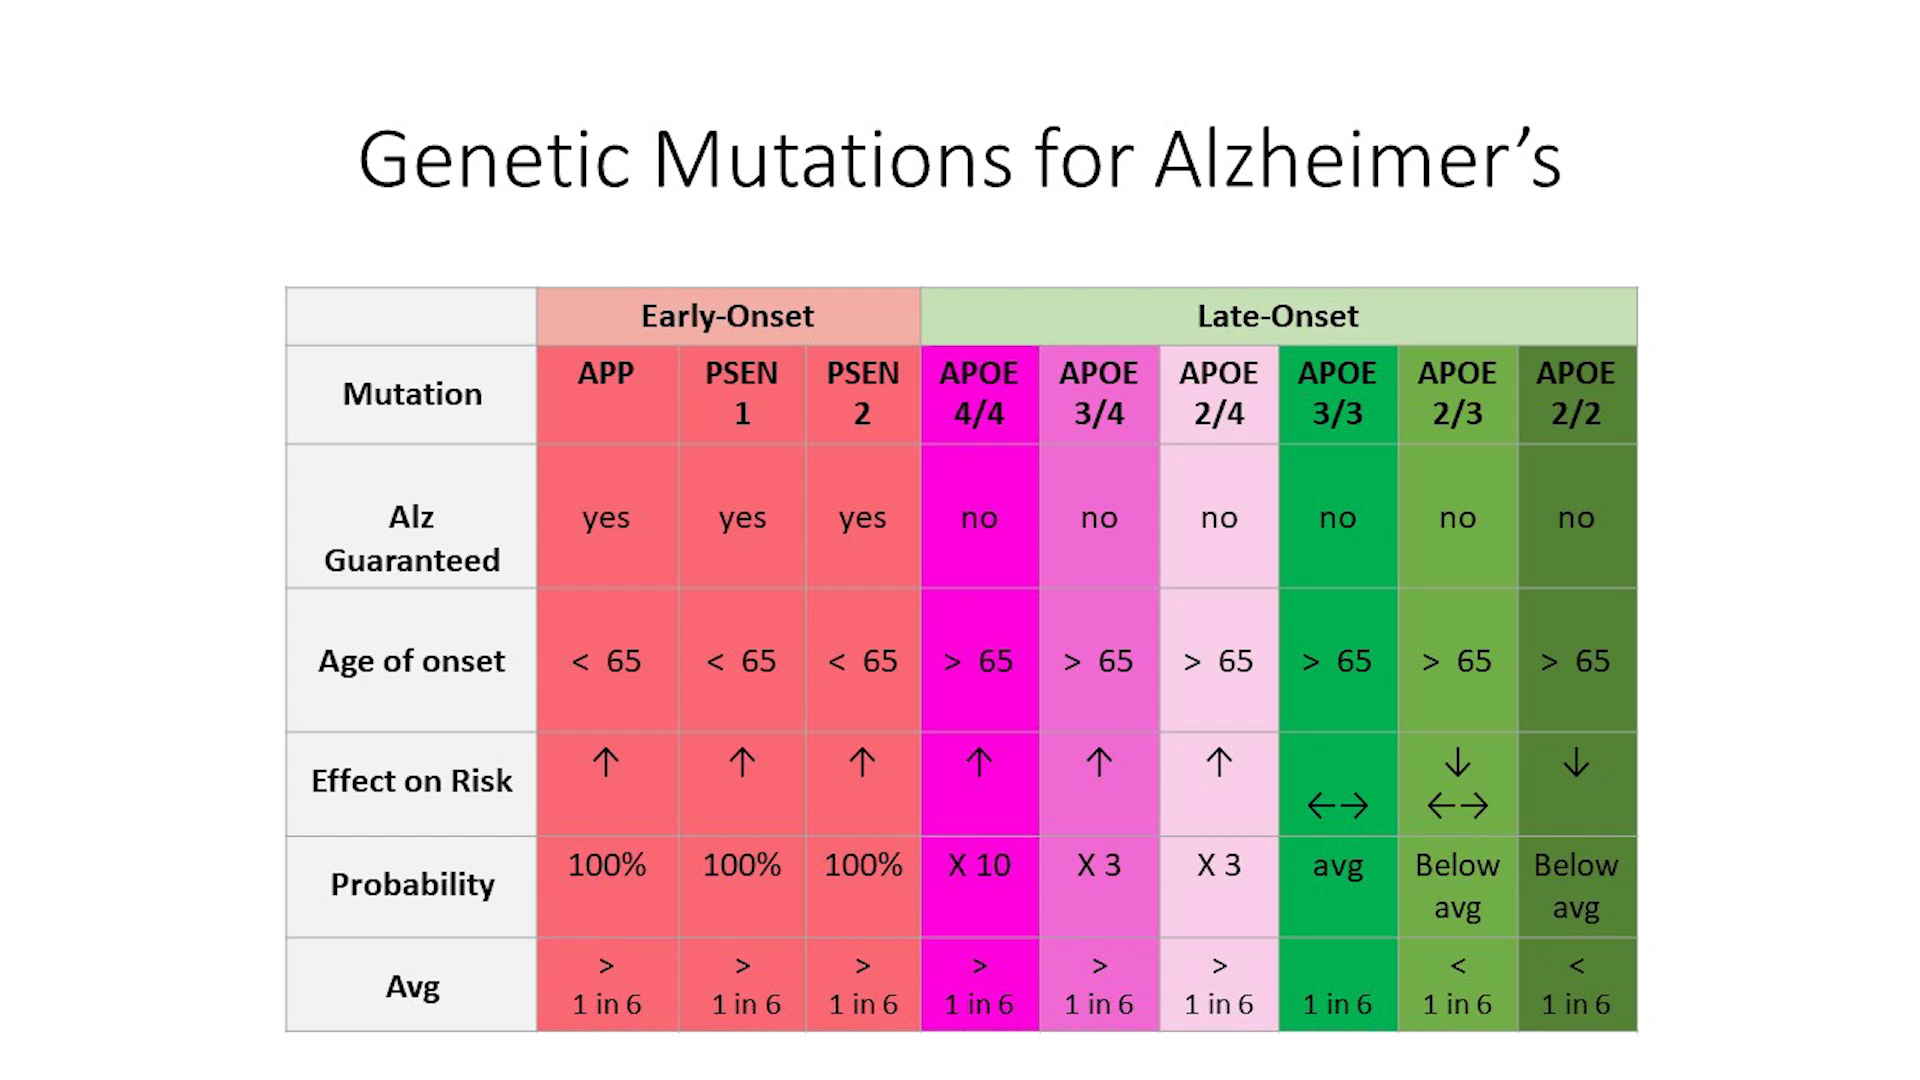 Genetic Mutations for Alzheimer’s
Early-Onset Late-Onset
Mutation APP PSEN 1 PSEN 2 APOE 4/4 APOE 3/4 APOE 2/4 APOE 3/3 APOE 2/3 APOE 2/2
Alz Guaranteed yes yes yes no no no no no no
Age of onset < 65 < 65 < 65 > 65 > 65 > 65 > 65 > 65 > 65
Effect on Risk ↑ ↑ ↑ ↑ ↑ ↑ ←→ ↓ ←→ ↓
Probability 100% 100% 100% X 10 X 3 X 3 avg Below avg Below avg
Avg > 1 in 6 > 1 in 6 > 1 in 6 > 1 in 6 > 1 in 6 > 1 in 6 1 in 6 < 1 in 6 < 1 in 6